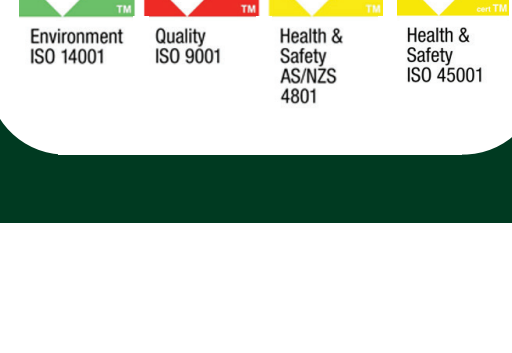 TM TM TM cert TM
Environment
ISO 14001
Quality
ISO 9001
Health &
Safety
AS/NZS
4801
Health &
Safety
ISO 45001